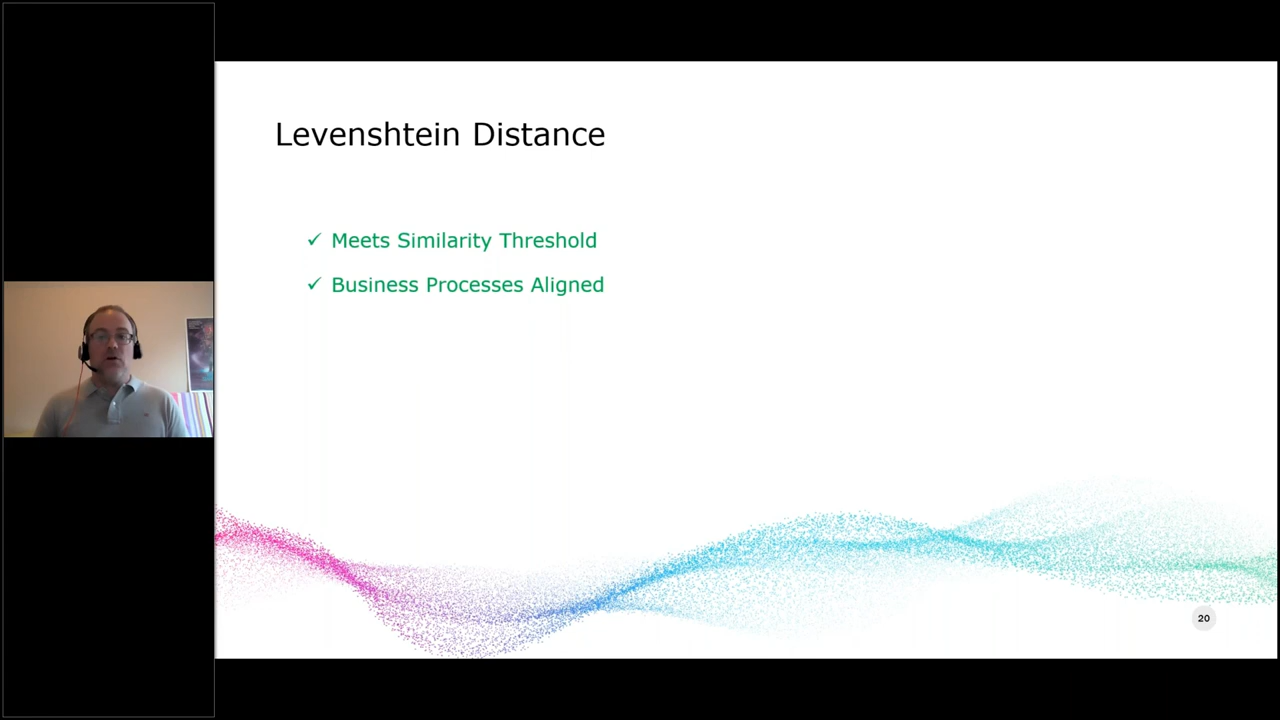 Levenshtein Distance
✓ Meets Similarity Threshold
✓ Business Processes Aligned
20